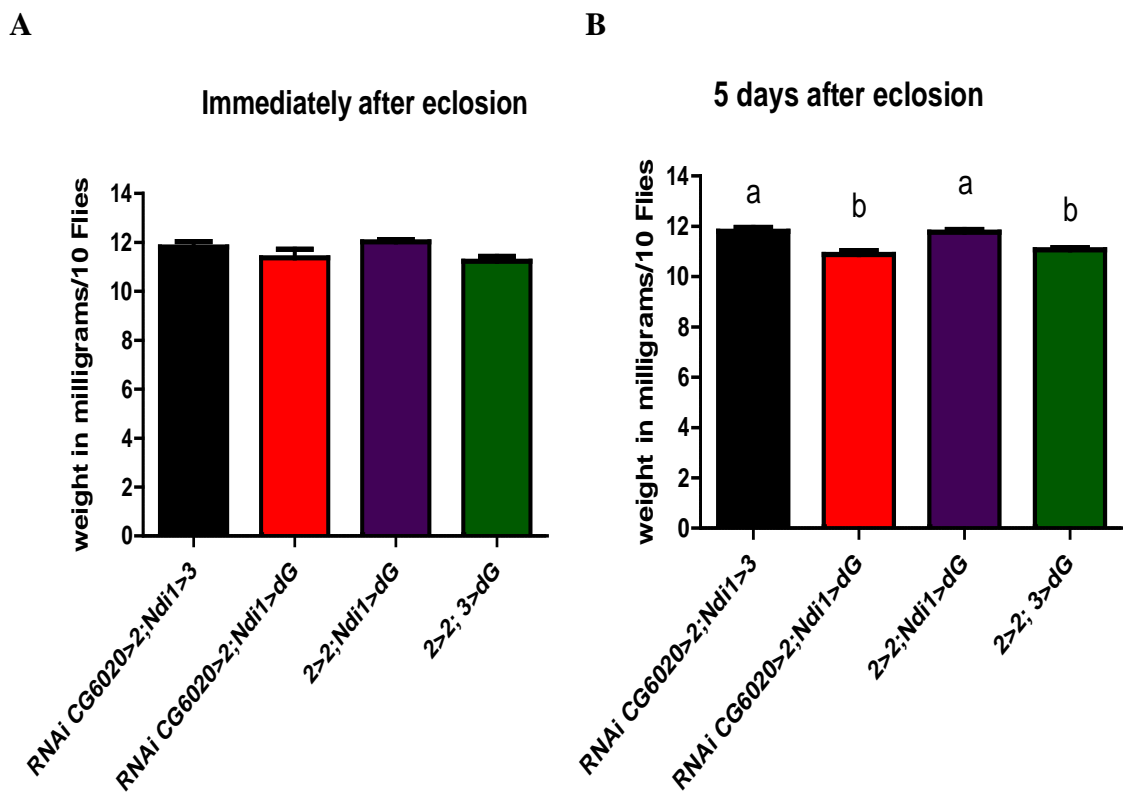 A
Immediately after eclosion
weight in milligrams/10 Flies
14
12
10
8
6
4
2
0
RNAi CG6020>2;Ndi1>3
RNAi CG6020>2;Ndi1>dG
2>2;Ndi1>dG
2>2; 3>dG
B
5 days after eclosion
weight in milligrams/10 Flies
14
12
10
8
6
4
2
0
a
b
a
b
RNAi CG6020>2;Ndi1>3
RNAi CG6020>2;Ndi1>dG
2>2;Ndi1>dG
2>2; 3>dG